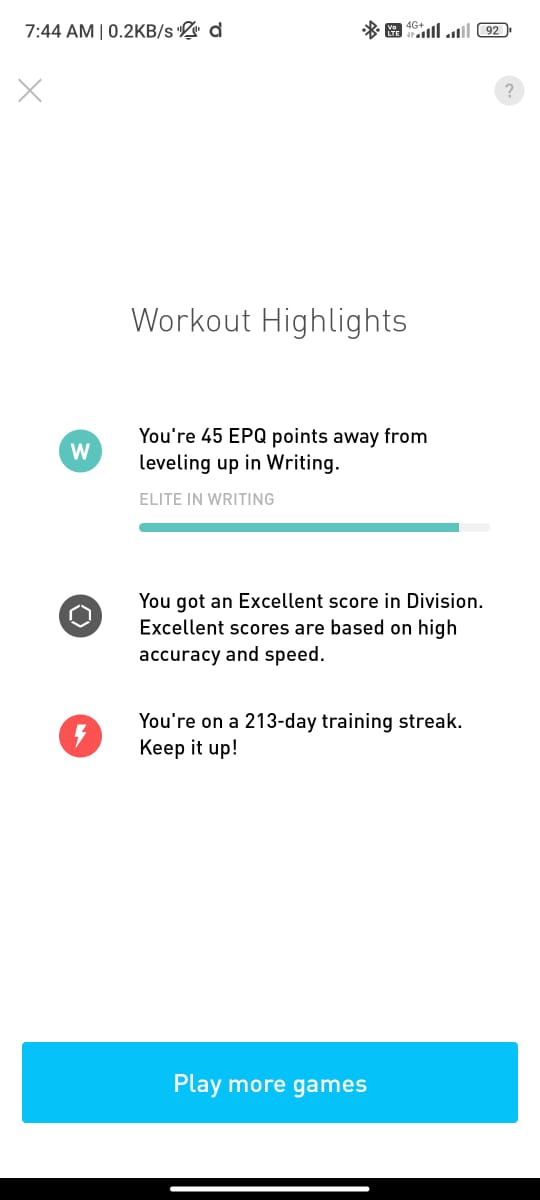 7:44 AM | 0.2KB/s d Vo LTE 4G+ 92
?
Workout Highlights
W
You're 45 EPQ points away from
leveling up in Writing.
ELITE IN WRITING
You got an Excellent score in Division.
Excellent scores are based on high
accuracy and speed.
You're on a 213-day training streak.
Keep it up!
Play more games